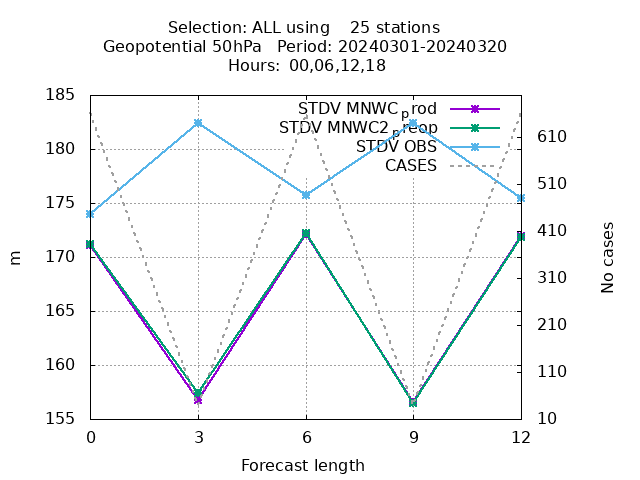 Selection: ALL using    25 stations
Geopotential 50hPa   Period: 20240301-20240320
Hours:  00,06,12,18
STDV MNWC_prod
STDV MNWC2_preop
STDV OBS
CASES
185
180
175
170
165
160
155
m
610
510
410
310
210
110
10
No cases
0 3 6 9 12
Forecast length